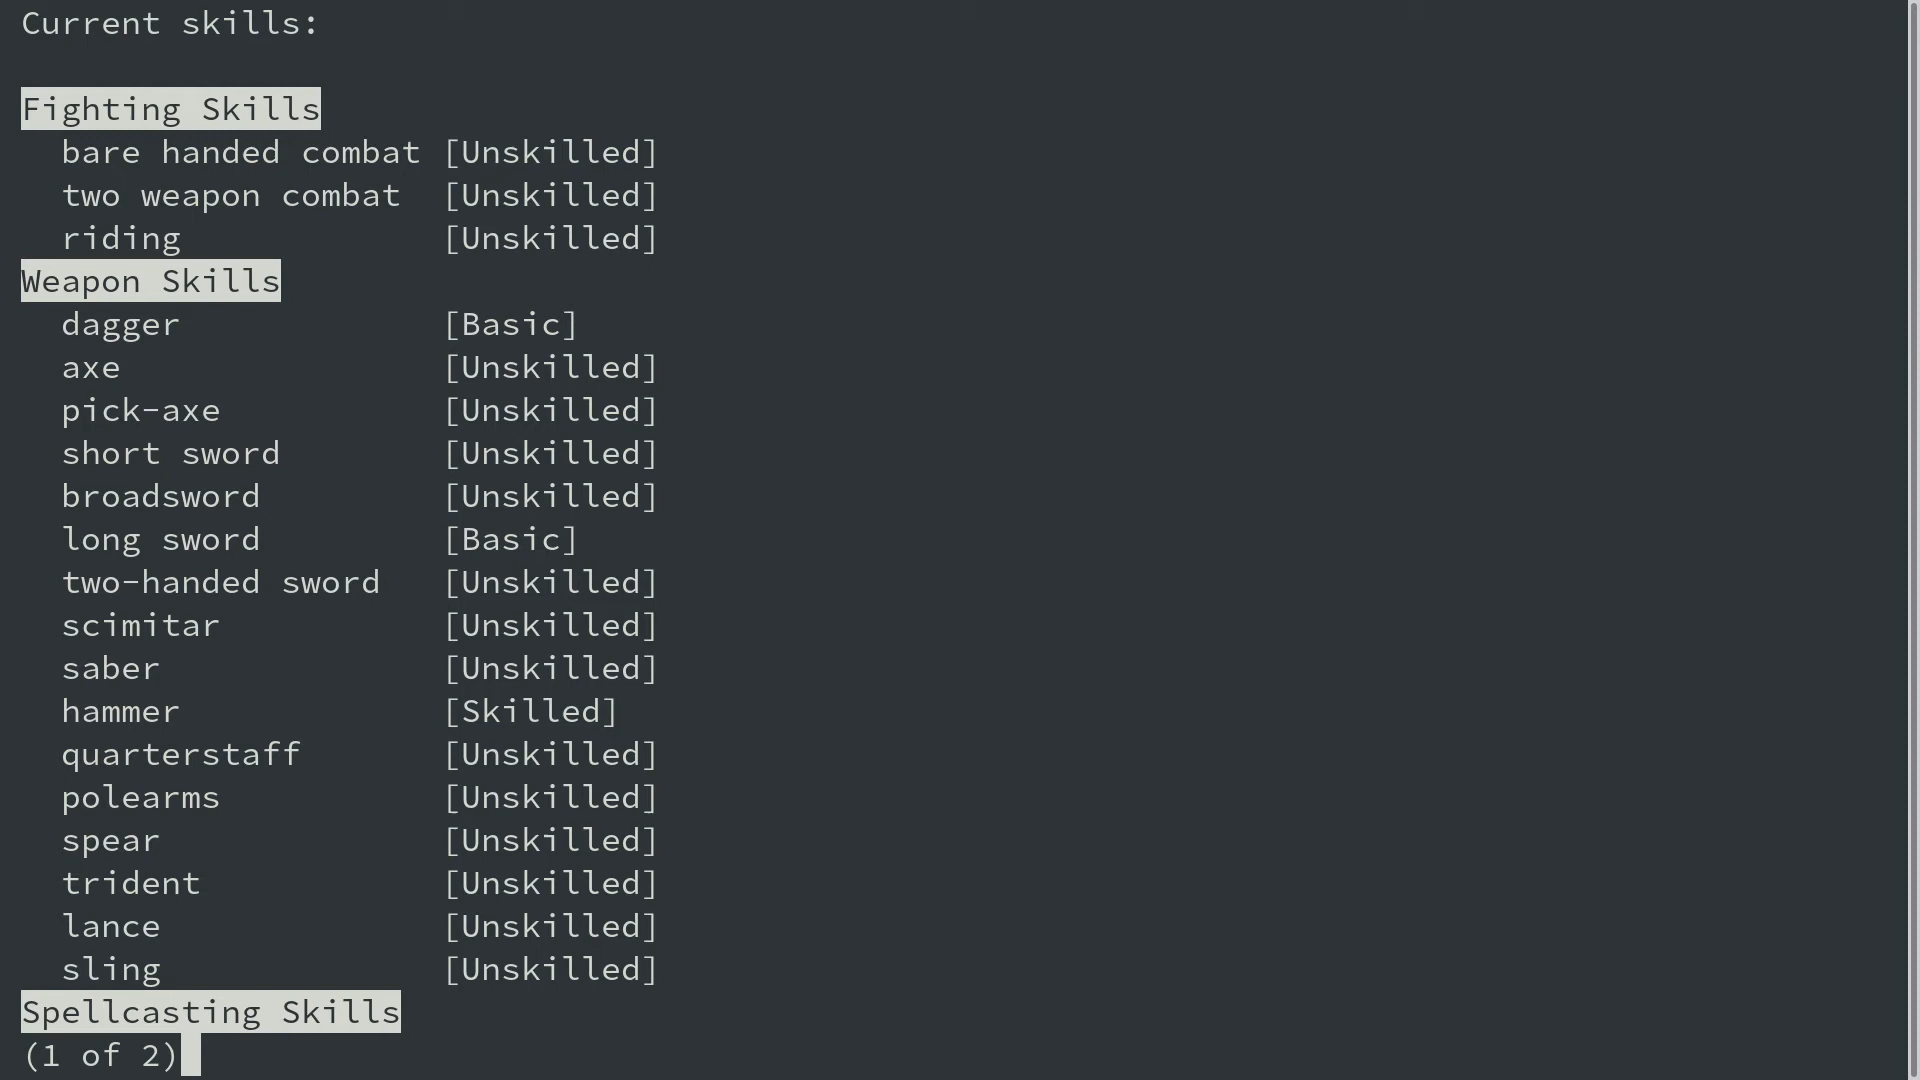 Current skills:
Fighting Skills
bare handed combat [Unskilled]
two weapon combat [Unskilled]
riding [Unskilled]
Weapon Skills
dagger [Basic]
axe [Unskilled]
pick-axe [Unskilled]
short sword [Unskilled]
broadsword [Unskilled]
long sword [Basic]
two-handed sword [Unskilled]
scimitar [Unskilled]
saber [Unskilled]
hammer [Skilled]
quarterstaff [Unskilled]
polearms [Unskilled]
spear [Unskilled]
trident [Unskilled]
lance [Unskilled]
sling [Unskilled]
Spellcasting Skills
(1 of 2)